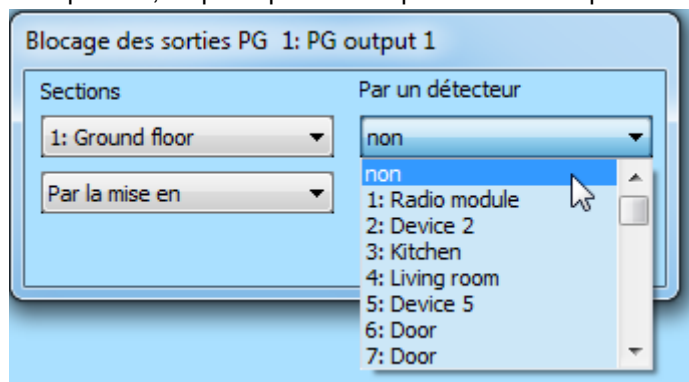 Blocage des sorties PG 1: PG output 1
Sections
Par un détecteur
1: Ground floor
non
Par la mise en
non
1: Radio module
2: Device 2
3: Kitchen
4: Living room
5: Device 5
6: Door
7: Door